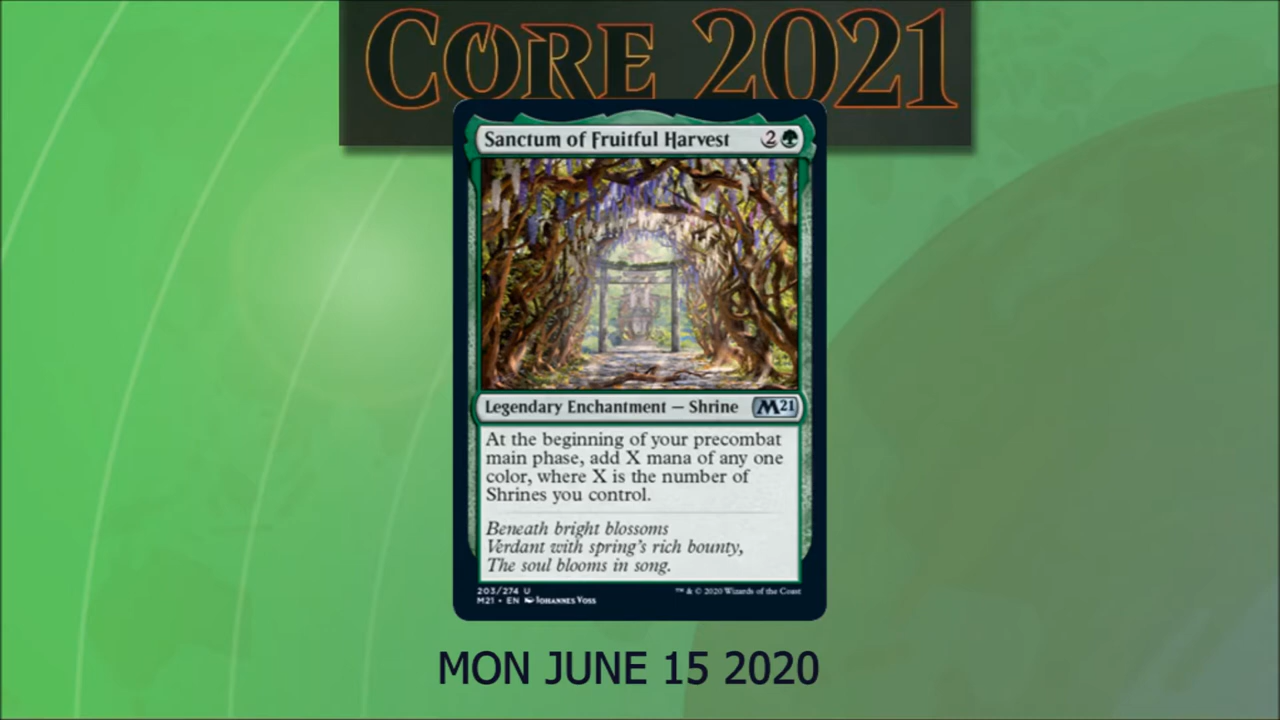 CORE 2021
Sanctum of Fruitful Harvest 2
Legendary Enchantment — Shrine M21
At the beginning of your precombat
main phase, add X mana of any one
color, where X is the number of
Shrines you control.
Beneath bright blossoms
Verdant with spring's rich bounty,
The soul blooms in song.
203/274 U
M21 • EN Johannes Voss
™ & © 2020 Wizards of the Coast
MON JUNE 15 2020